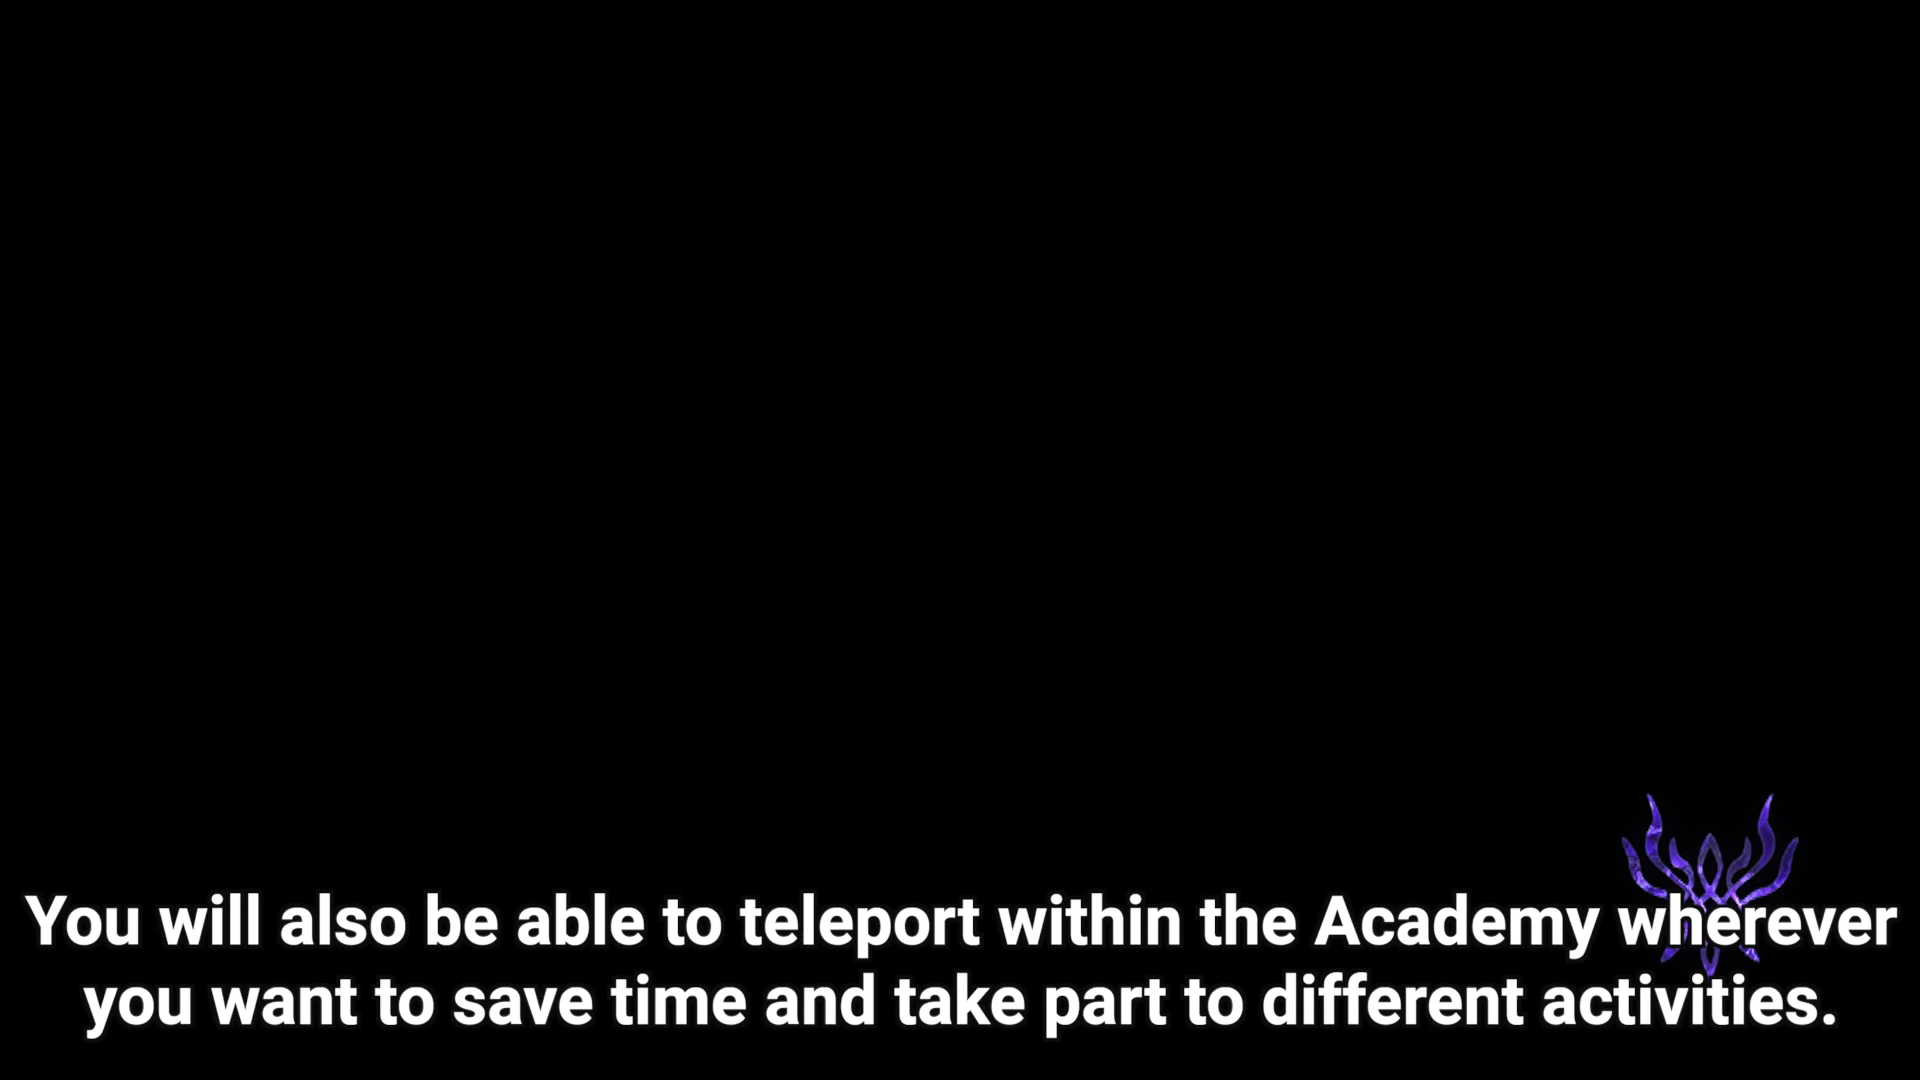 You will also be able to teleport within the Academy wherever
you want to save time and take part to different activities.